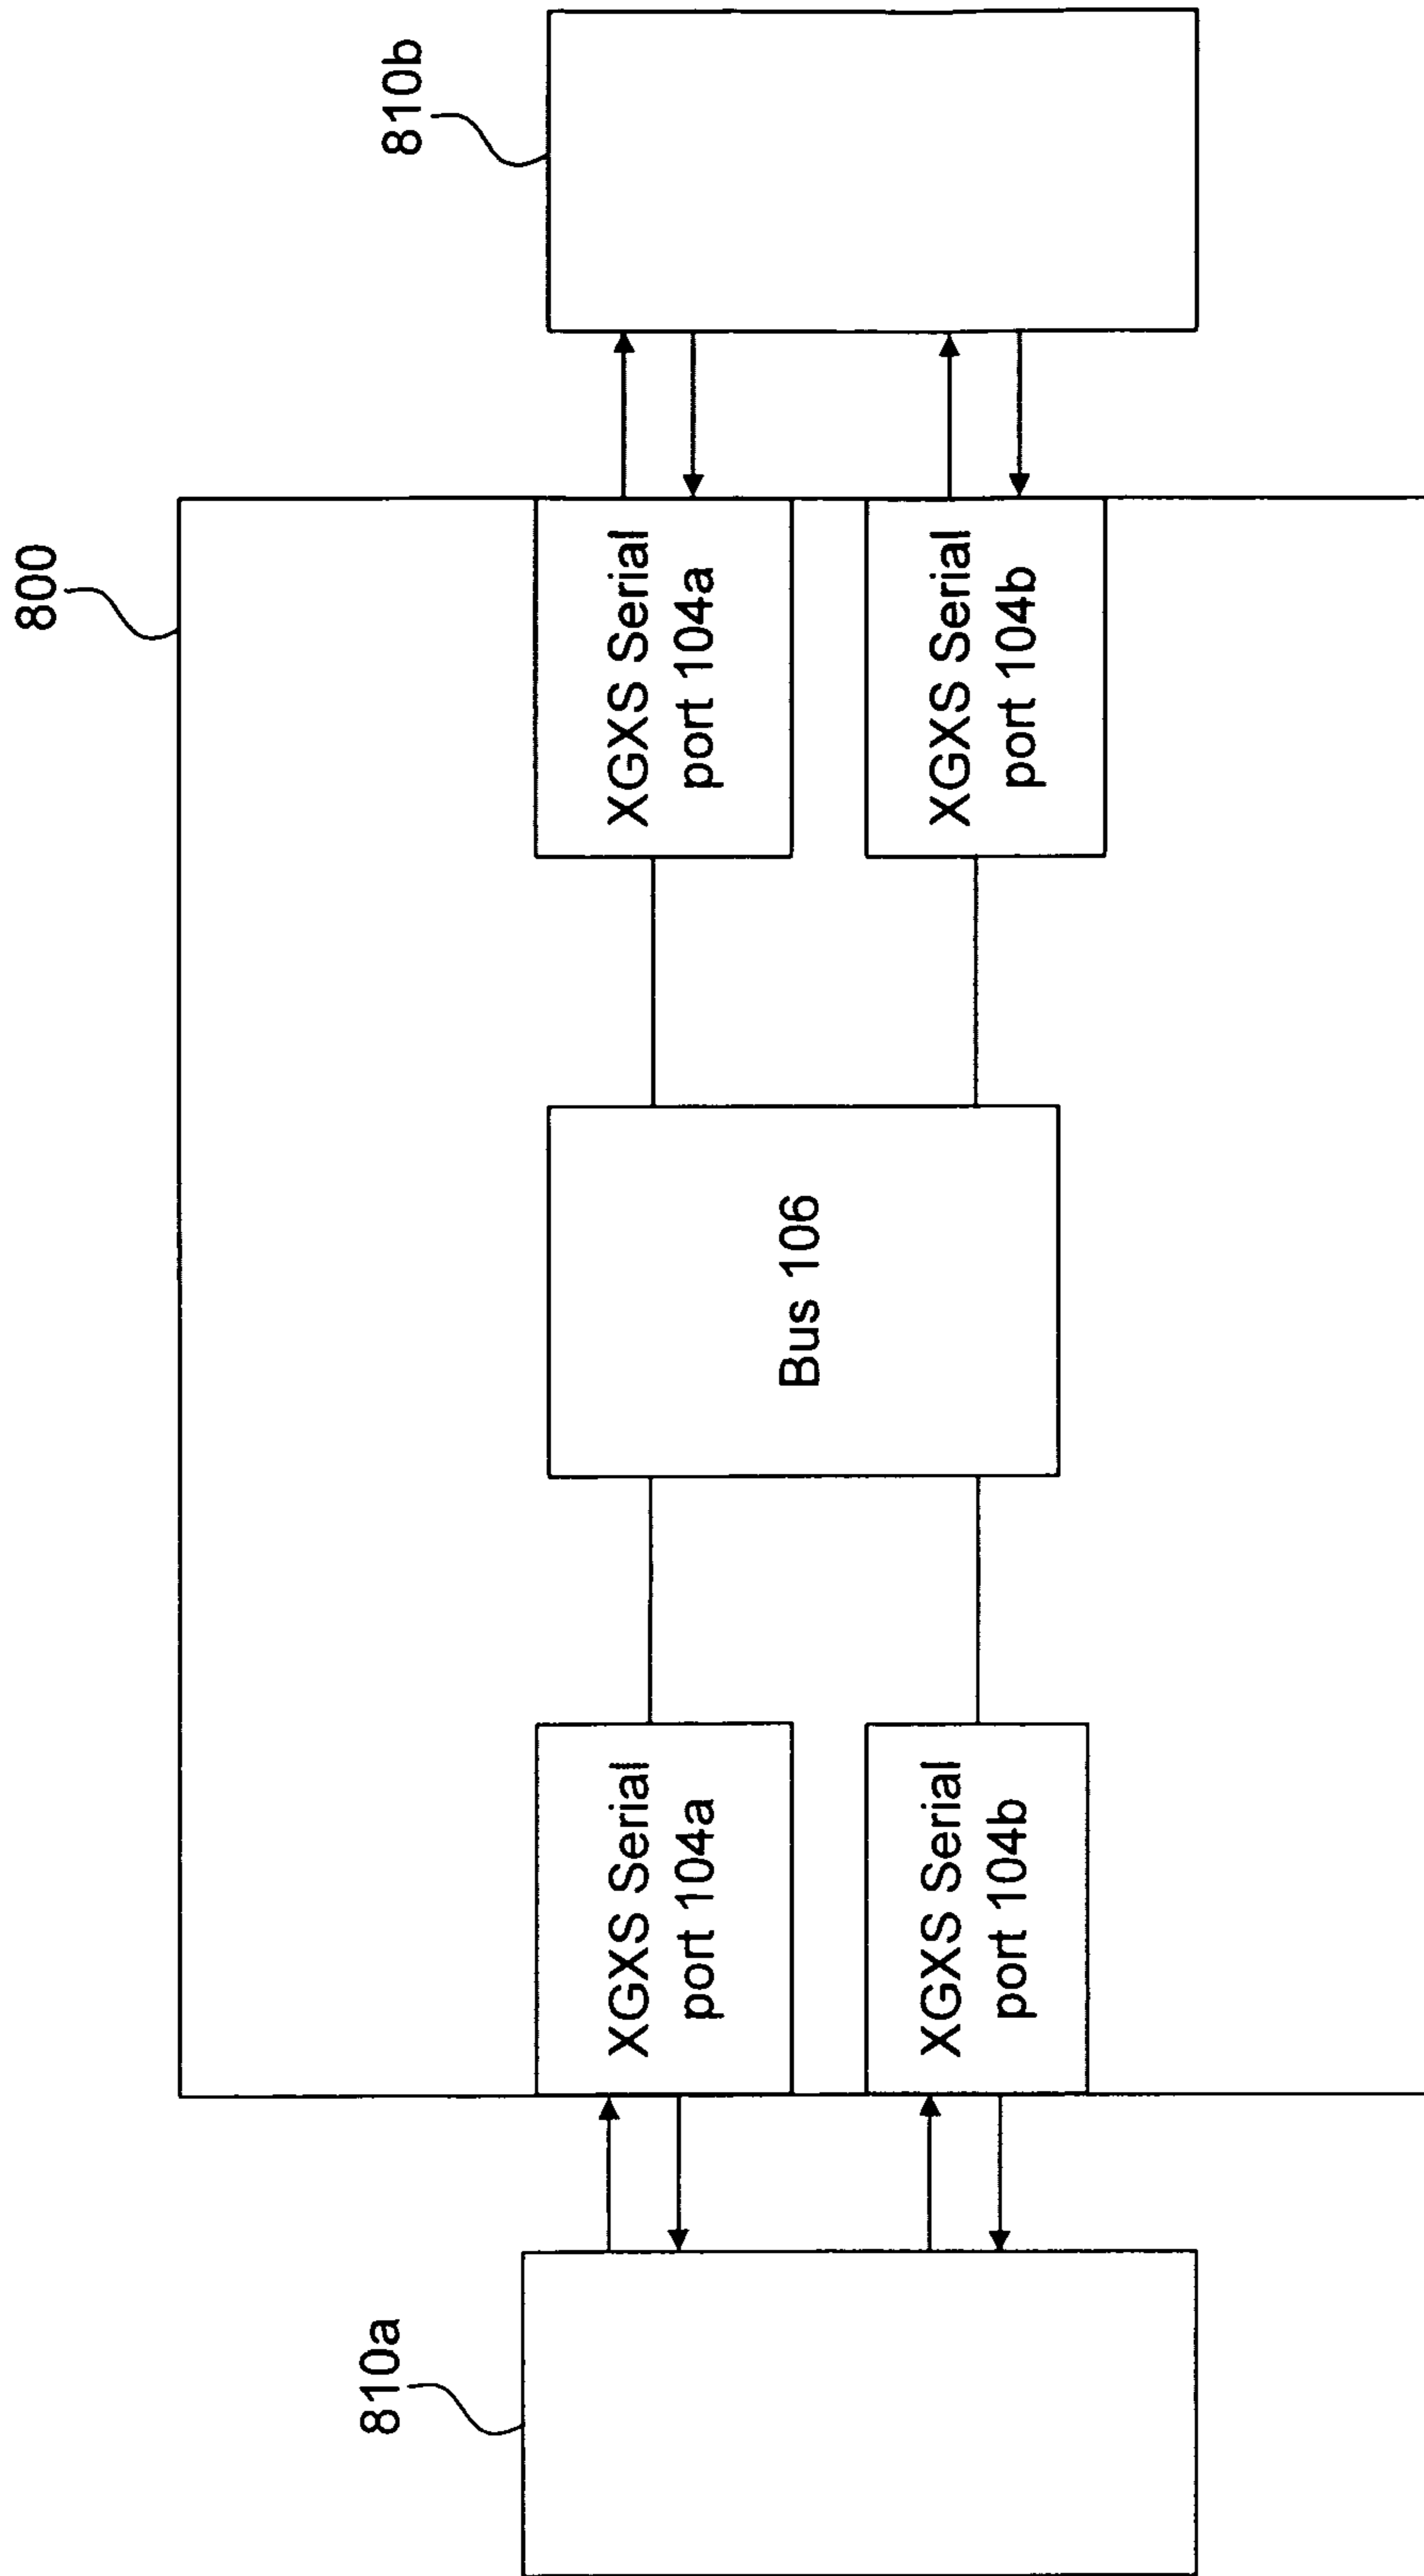 800
810a
810b
XGXS Serial
port 104a
XGXS Serial
port 104a
Bus 106
XGXS Serial
port 104b
XGXS Serial
port 104b